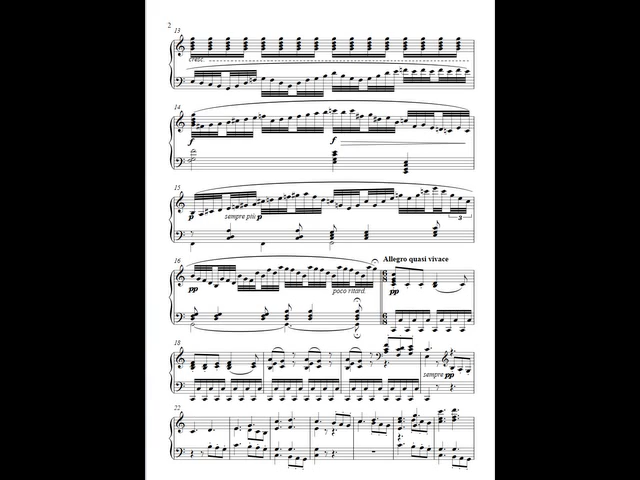 2
13
cresc.
14
f
f
15
p
sempre più p
3
16
Allegro quasi vivace
pp
poco ritard.
pp
18
sempre pp
22